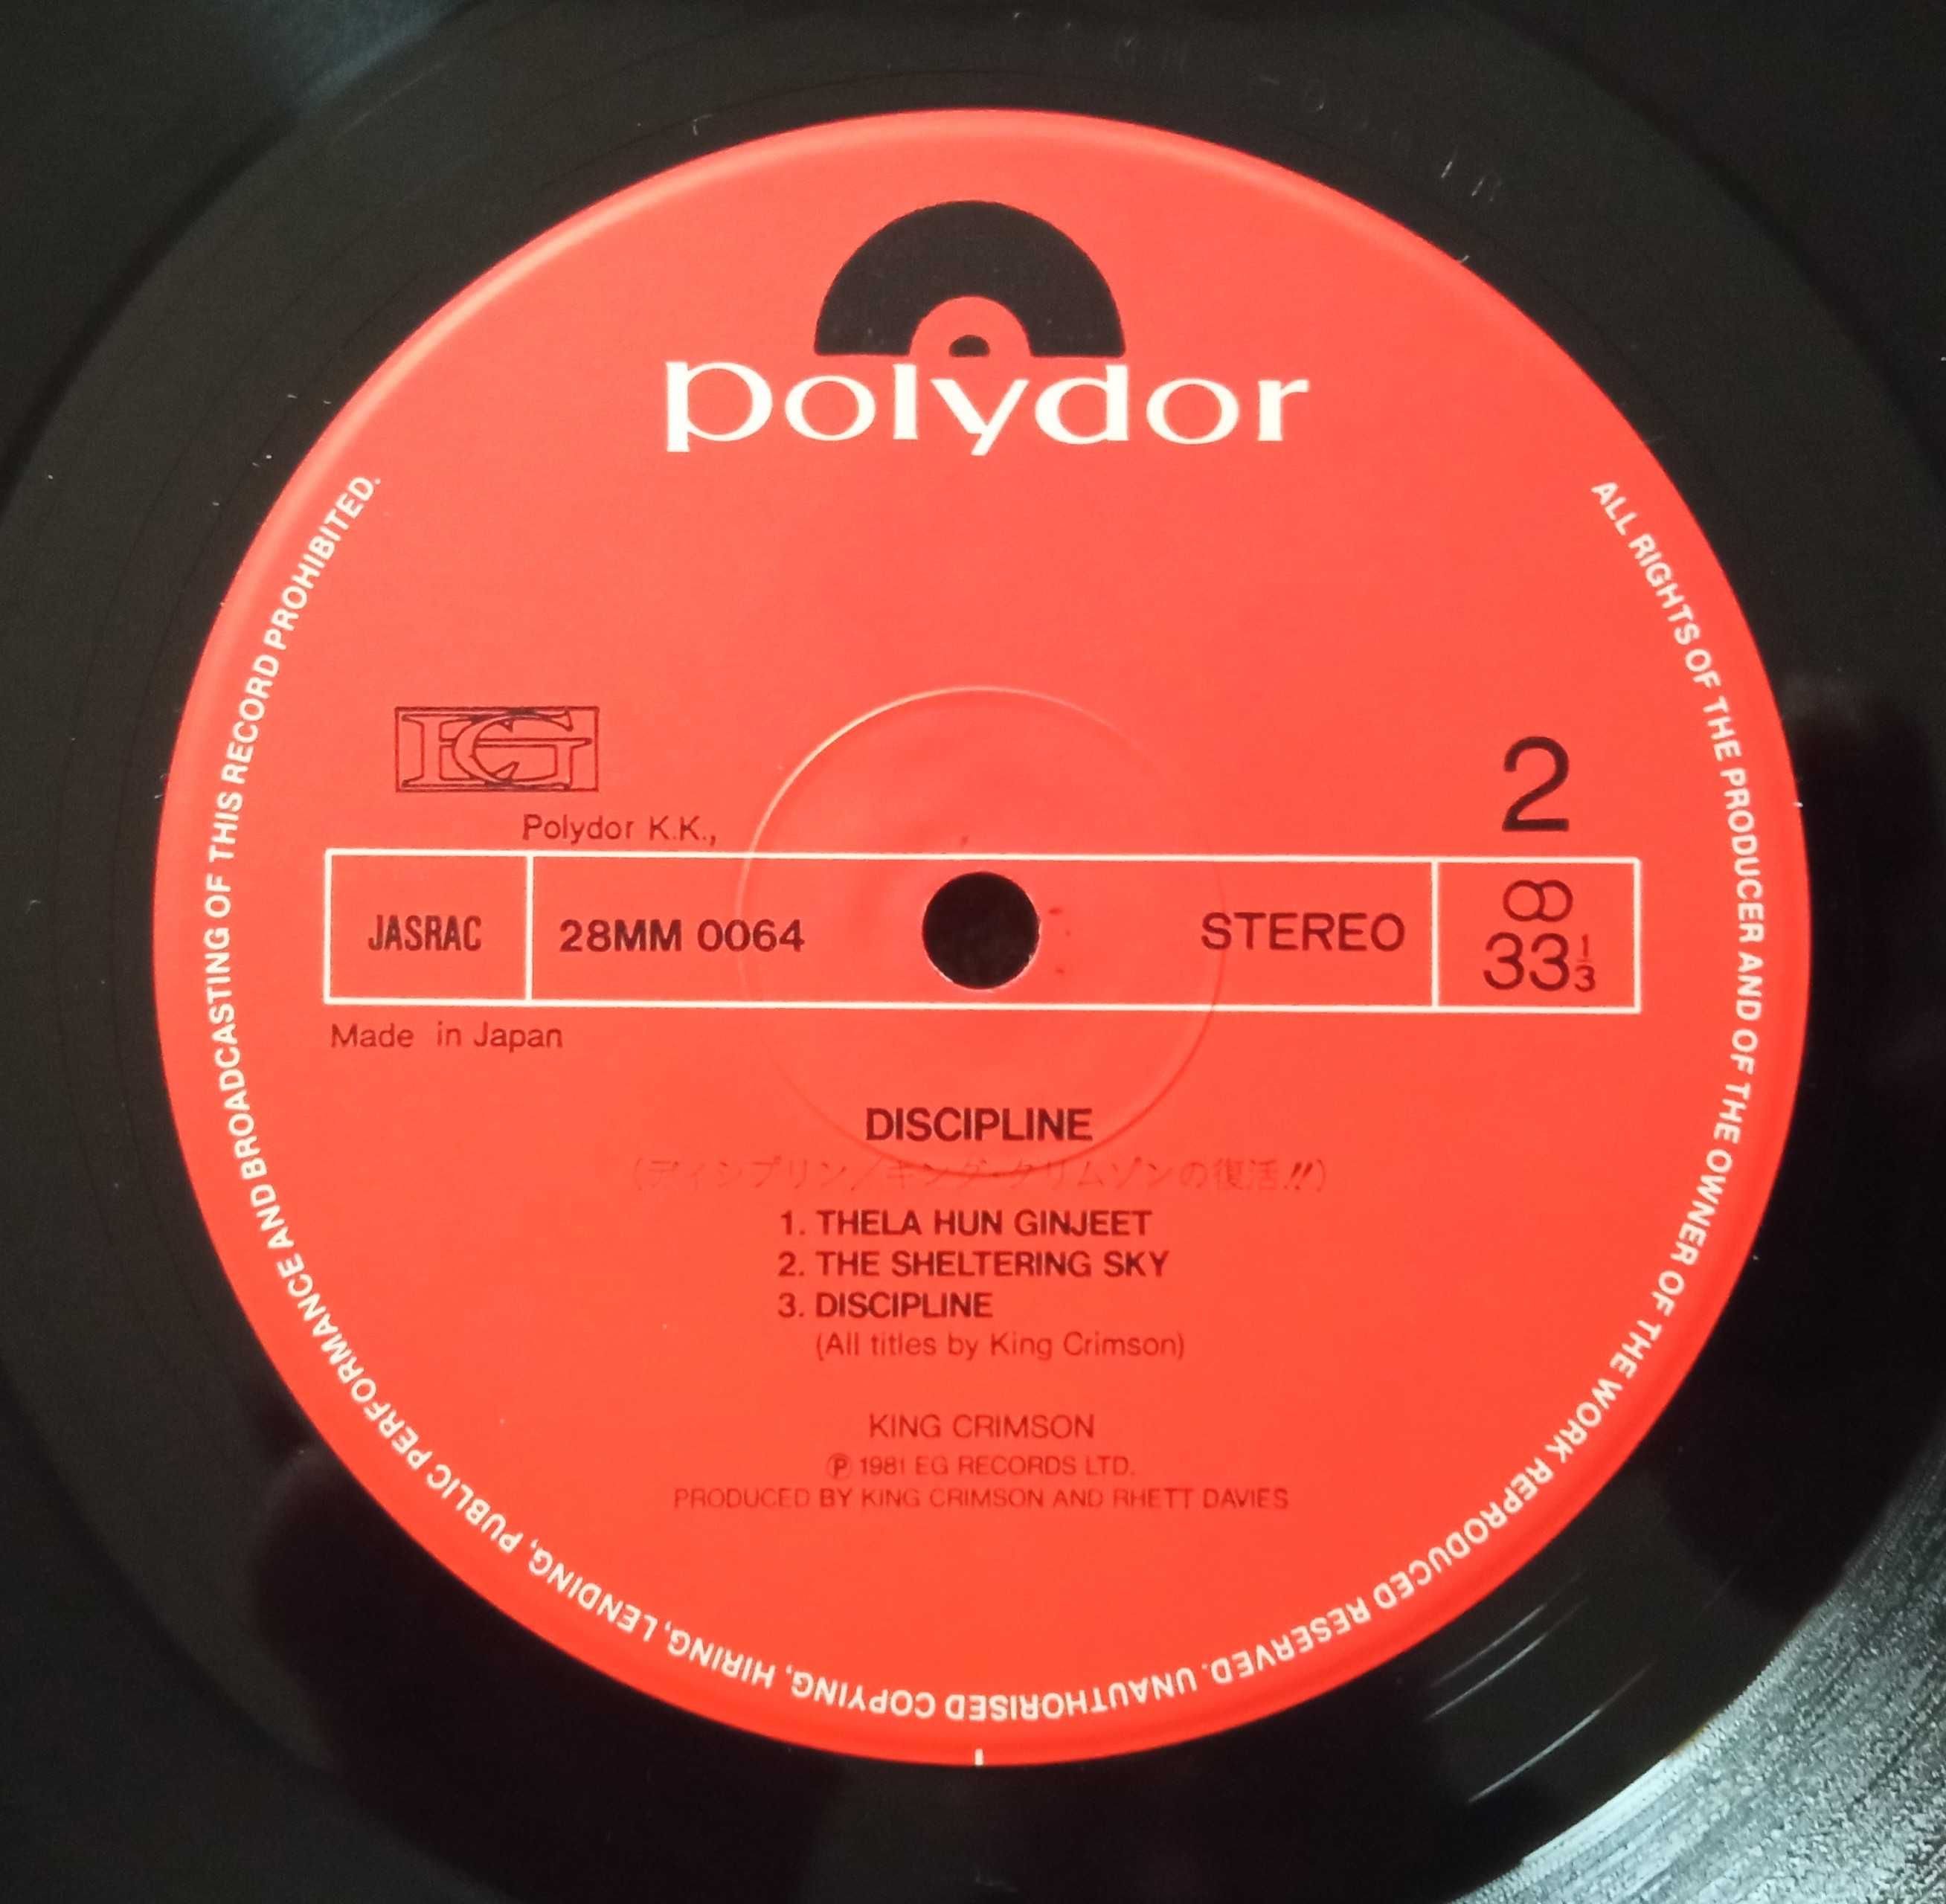 polydor
EG
2
Polydor K.K.,
JASRAC
28MM 0064
STEREO
33 1/3
Made in Japan
DISCIPLINE
(ディシプリン/キング・クリムゾンの復活!!)
1. THELA HUN GINJEET
2. THE SHELTERING SKY
3. DISCIPLINE
(All titles by King Crimson)
KING CRIMSON
Ⓟ 1981 EG RECORDS LTD.
PRODUCED BY KING CRIMSON AND RHETT DAVIES
ALL RIGHTS OF THE PRODUCER AND OF THE OWNER OF THE WORK REPRODUCED RESERVED. UNAUTHORISED COPYING, HIRING, LENDING, PUBLIC PERFORMANCE AND BROADCASTING OF THIS RECORD PROHIBITED.